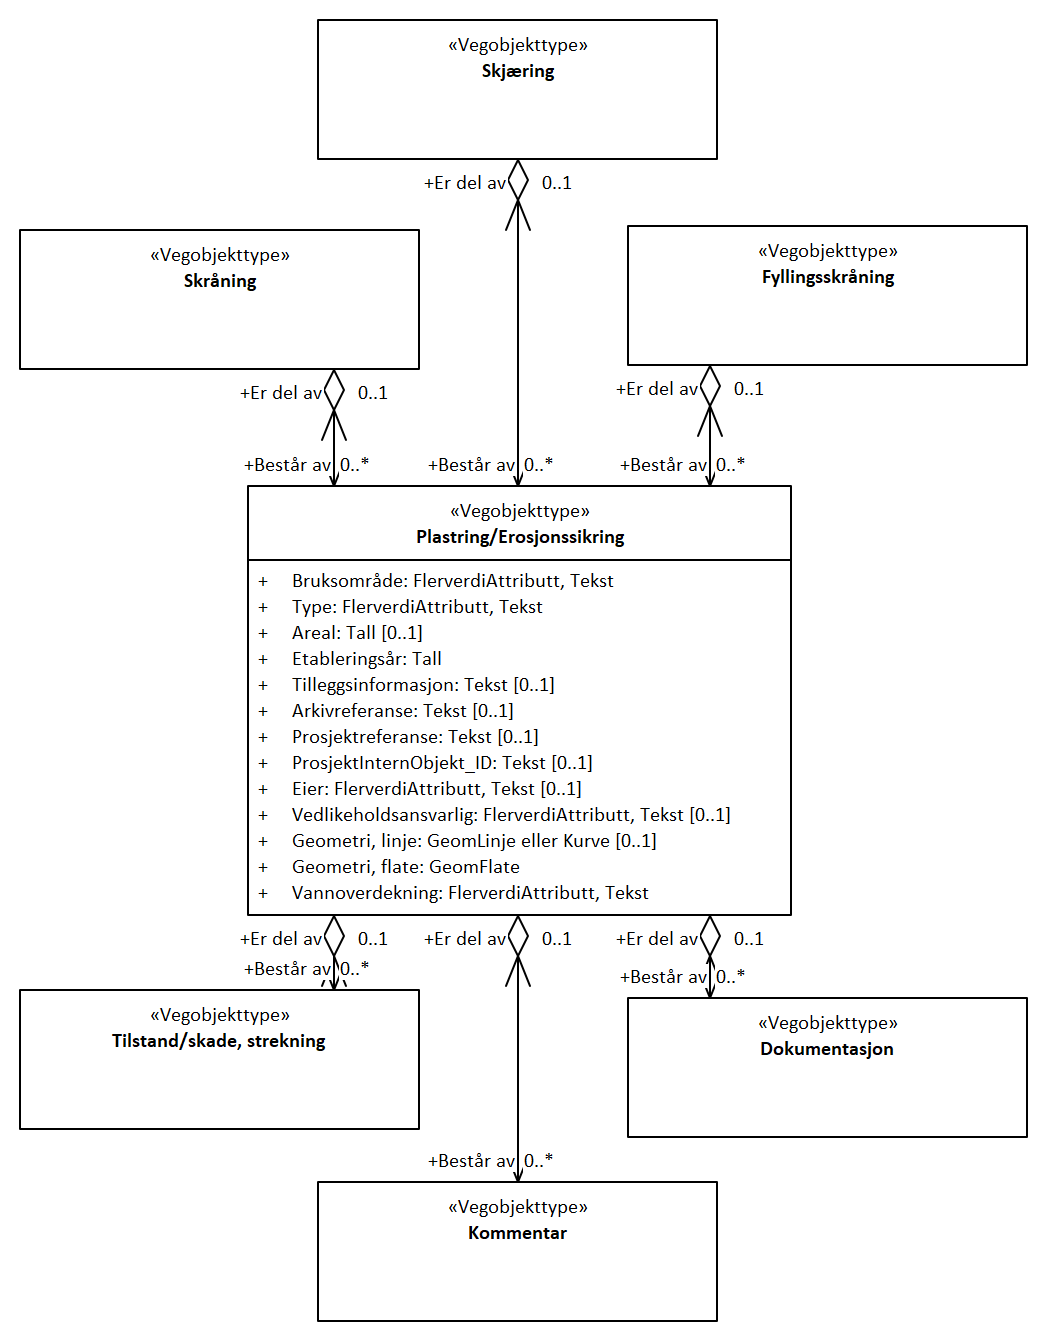 «Vegobjekttype»
Skjæring
+Er del av 0..1
«Vegobjekttype»
Skråning
«Vegobjekttype»
Fyllingsskråning
+Er del av 0..1
+Er del av 0..1
+Består av 0..*
+Består av 0..*
+Består av 0..*
«Vegobjekttype»
Plastring/Erosjonssikring
+ Bruksområde: FlerverdiAttributt, Tekst
+ Type: FlerverdiAttributt, Tekst
+ Areal: Tall [0..1]
+ Etableringsår: Tall
+ Tilleggsinformasjon: Tekst [0..1]
+ Arkivreferanse: Tekst [0..1]
+ Prosjektreferanse: Tekst [0..1]
+ ProsjektInternObjekt_ID: Tekst [0..1]
+ Eier: FlerverdiAttributt, Tekst [0..1]
+ Vedlikeholdsansvarlig: FlerverdiAttributt, Tekst [0..1]
+ Geometri, linje: GeomLinje eller Kurve [0..1]
+ Geometri, flate: GeomFlate
+ Vannoverdekning: FlerverdiAttributt, Tekst
+Er del av 0..1
+Er del av 0..1
+Er del av 0..1
+Består av 0..*
+Består av 0..*
«Vegobjekttype»
Tilstand/skade, strekning
«Vegobjekttype»
Dokumentasjon
+Består av 0..*
«Vegobjekttype»
Kommentar